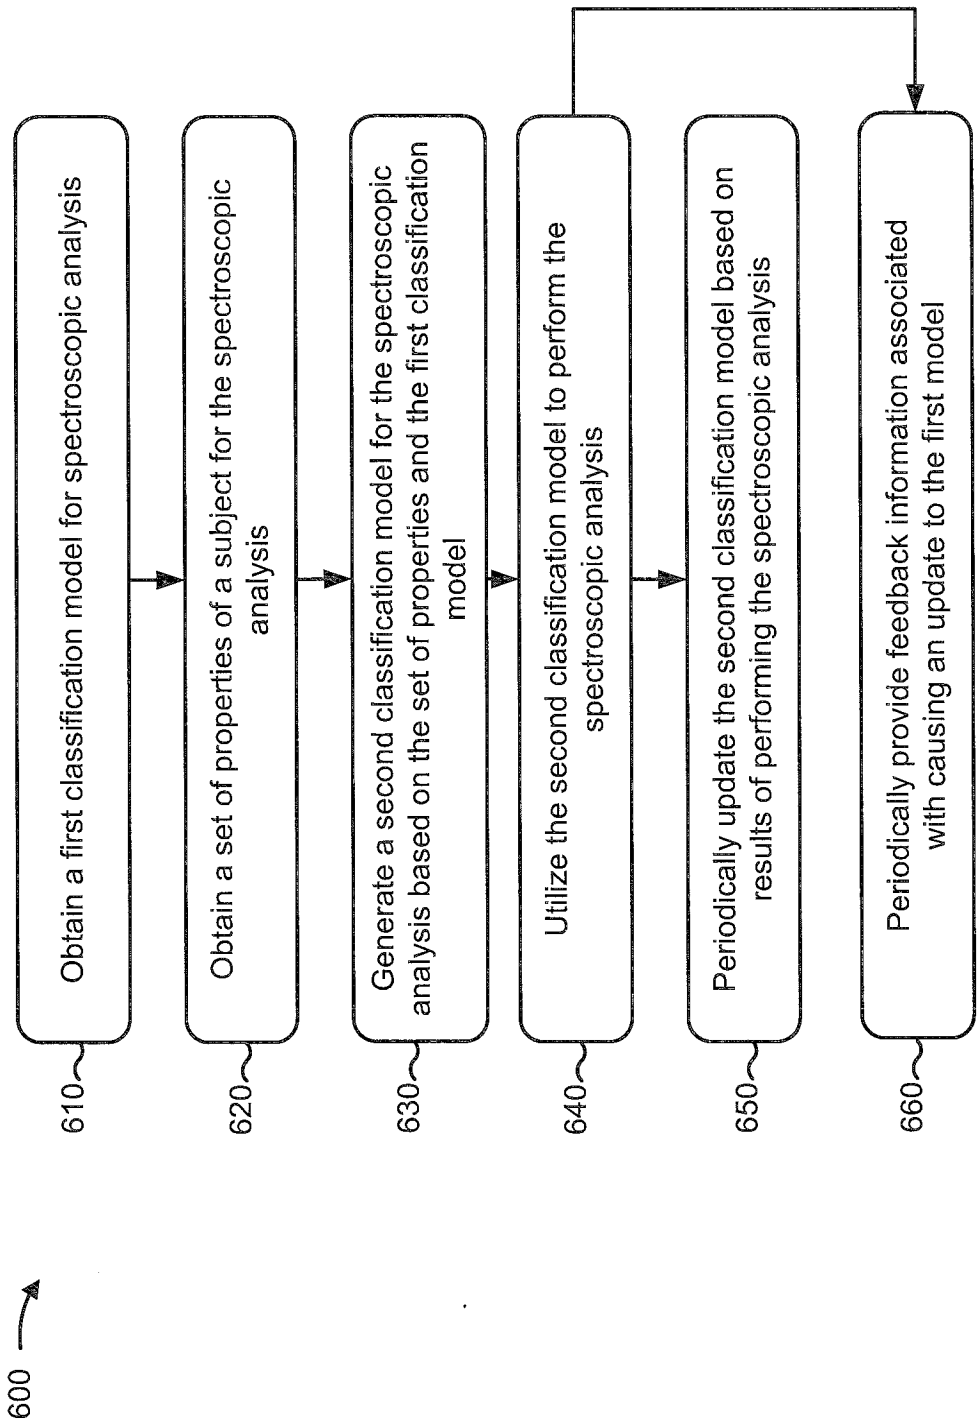 600
610
Obtain a first classification model for spectroscopic analysis
620
Obtain a set of properties of a subject for the spectroscopic
analysis
630
Generate a second classification model for the spectroscopic
analysis based on the set of properties and the first classification
model
640
Utilize the second classification model to perform the
spectroscopic analysis
650
Periodically update the second classification model based on
results of performing the spectroscopic analysis
660
Periodically provide feedback information associated
with causing an update to the first model